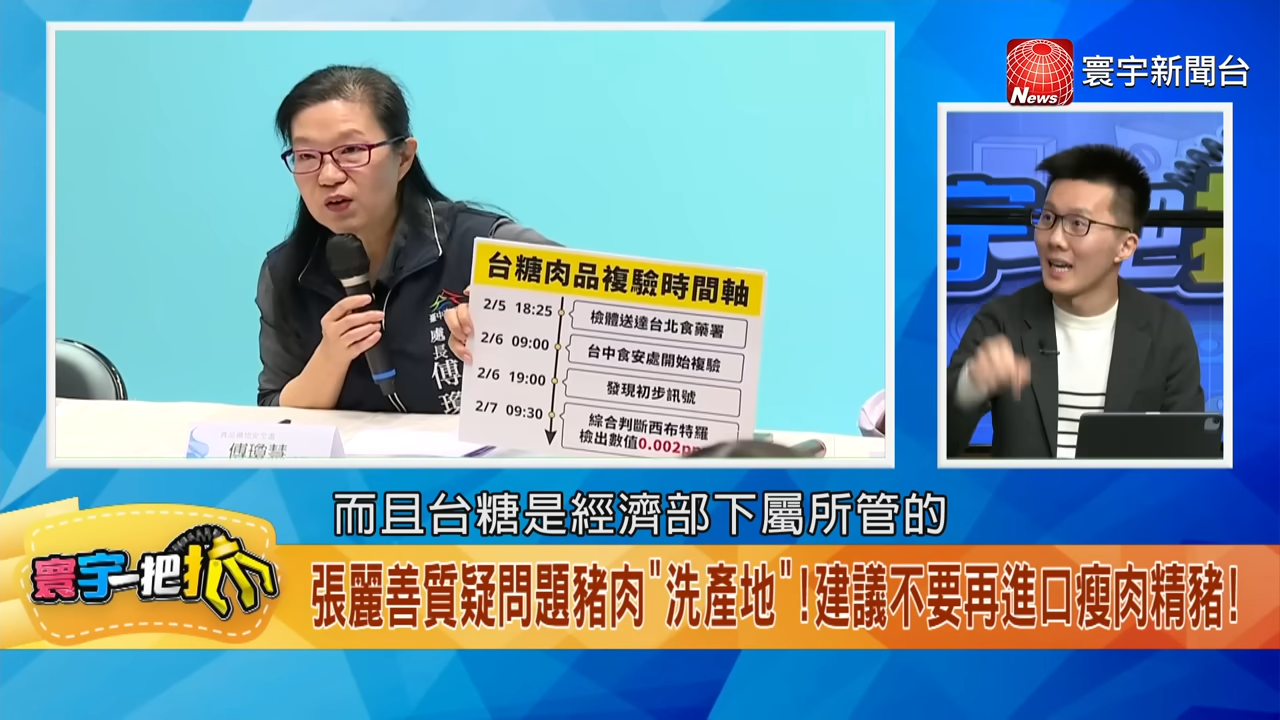 News 寰宇新聞台
台糖肉品複驗時間軸
2/5 18:25 檢體送達台北食藥署
2/6 09:00 台中食安處開始複驗
2/6 19:00 發現初步訊號
2/7 09:30 綜合判斷西布特羅
檢出數值0.002pp
處長傅瓊
傅瓊慧
而且台糖是經濟部下屬所管的
寰宇一把抓
張麗善質疑問題豬肉"洗產地"!建議不要再進口瘦肉精豬!
宇一把抓